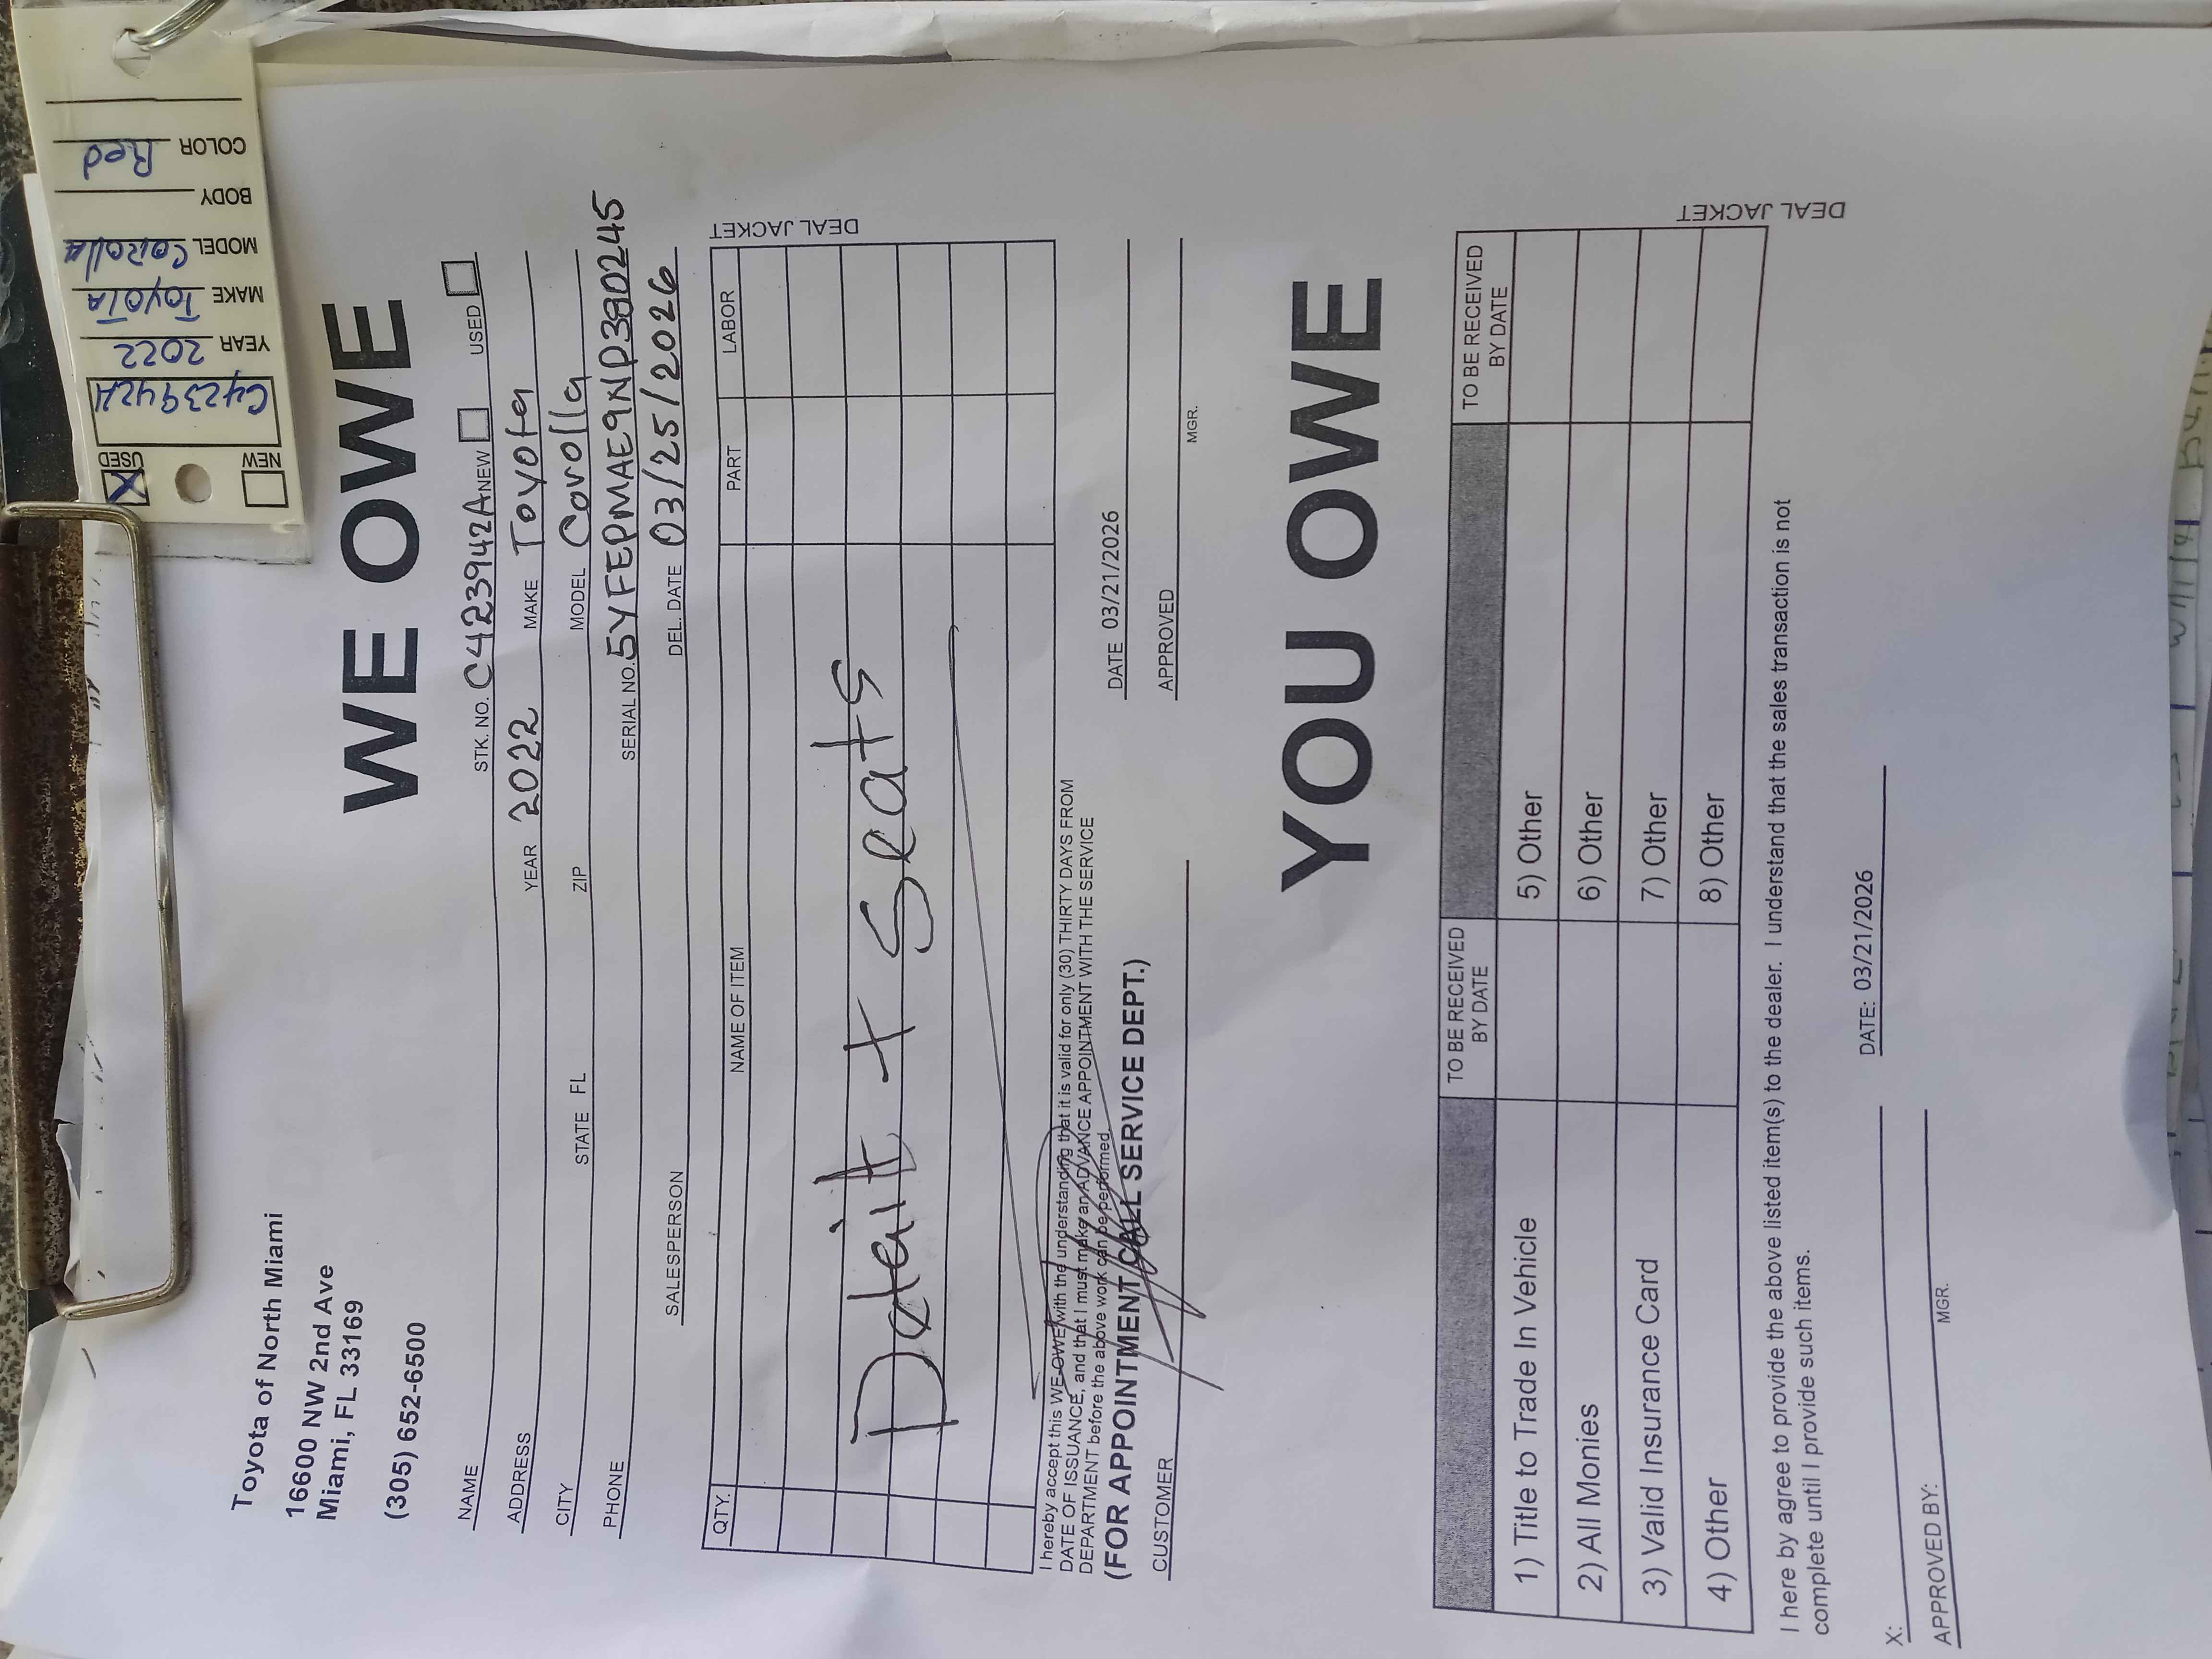 NEW
USED
C423942A
YEAR 2022
MAKE Toyota
MODEL Corolla
BODY
COLOR Red
Toyota of North Miami
16600 NW 2nd Ave
Miami, FL 33169
(305) 652-6500
WE OWE
NAME STK. NO. C423942A NEW USED
ADDRESS YEAR 2022 MAKE Toyota
CITY STATE FL ZIP MODEL Corolla
PHONE SERIAL NO. 5YFEPMAE9NP380245
SALESPERSON DEL. DATE 03/25/2026
QTY. NAME OF ITEM PART LABOR
Detail + Seats
DEAL JACKET
I hereby accept this WE-OWE with the understanding that it is valid for only (30) THIRTY DAYS FROM
DATE OF ISSUANCE, and that I must make an ADVANCE APPOINTMENT WITH THE SERVICE
DEPARTMENT before the above work can be performed.
(FOR APPOINTMENT CALL SERVICE DEPT.)
DATE 03/21/2026
CUSTOMER APPROVED
MGR.
YOU OWE
TO BE RECEIVED BY DATE TO BE RECEIVED BY DATE
1) Title to Trade In Vehicle 5) Other
2) All Monies 6) Other
3) Valid Insurance Card 7) Other
4) Other 8) Other
DEAL JACKET
I here by agree to provide the above listed item(s) to the dealer. I understand that the sales transaction is not
complete until I provide such items.
X: DATE: 03/21/2026
APPROVED BY:
MGR.